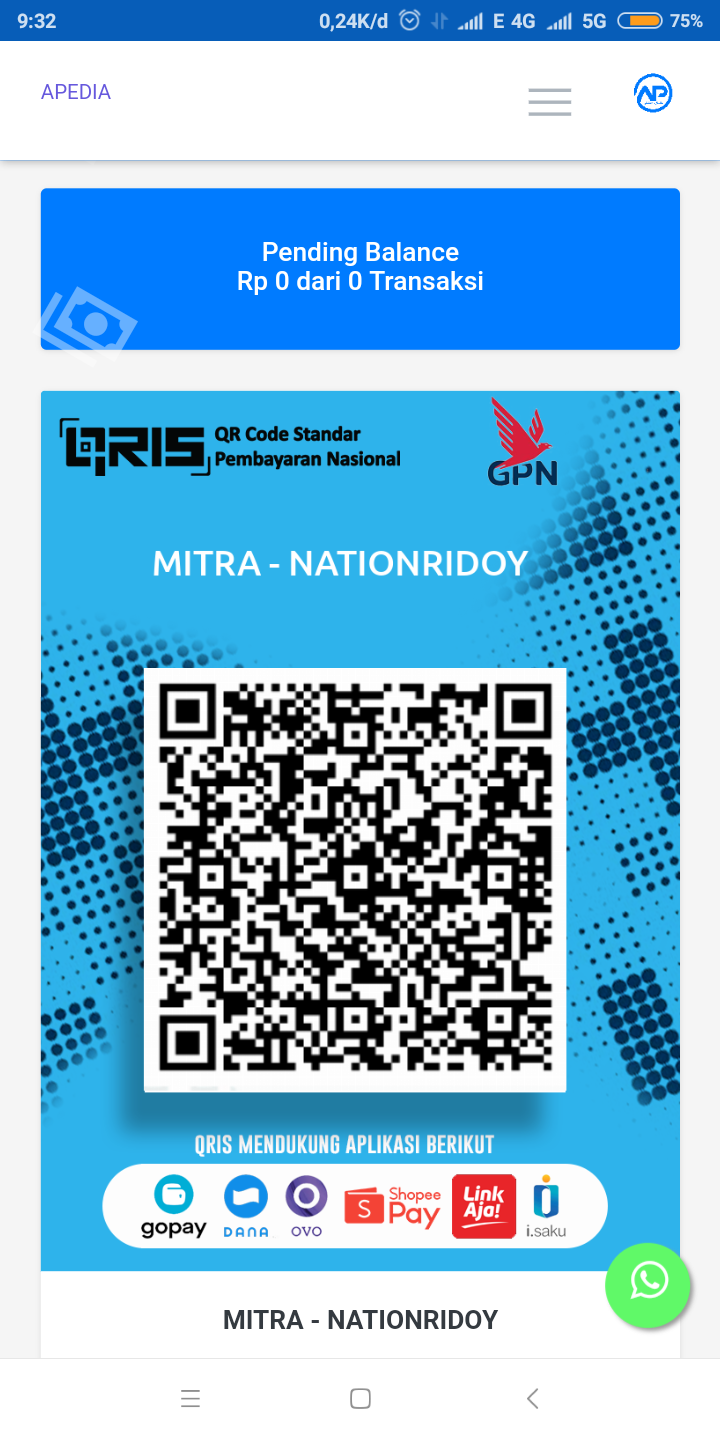 9:32
0,24K/d
E 4G
5G
75%
APEDIA
AP
Pending Balance
Rp 0 dari 0 Transaksi
QRIS
QR Code Standar
Pembayaran Nasional
GPN
MITRA - NATIONRIDOY
QRIS MENDUKUNG APLIKASI BERIKUT
gopay
DANA
OVO
S
Shopee
Pay
Link
Aja!
i.saku
MITRA - NATIONRIDOY